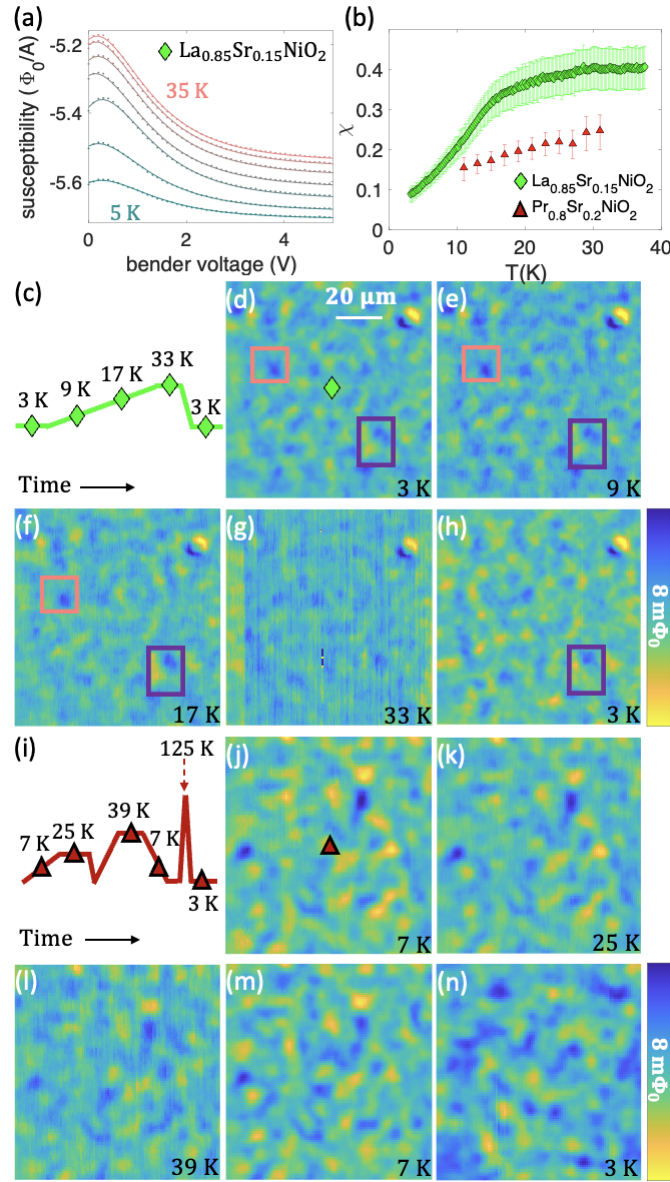 (a)
susceptibility (Φ₀/A)
-5.2
-5.4
-5.6
La₀.₈₅Sr₀.₁₅NiO₂
35 K
5 K
0 2 4
bender voltage (V)
(b)
χ
0.4
0.3
0.2
0.1
0
La₀.₈₅Sr₀.₁₅NiO₂
Pr₀.₈Sr₀.₂NiO₂
0 10 20 30 40
T(K)
(c)
3 K
9 K
17 K
33 K
3 K
Time
(d)
20 μm
3 K
(e)
9 K
(f)
17 K
(g)
33 K
(h)
3 K
8 mΦ₀
(i)
125 K
7 K
25 K
39 K
7 K
3 K
Time
(j)
7 K
(k)
25 K
(l)
39 K
(m)
7 K
(n)
3 K
8 mΦ₀